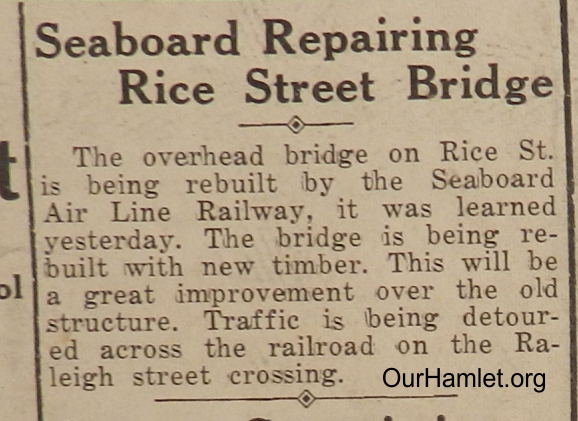 Seaboard Repairing
Rice Street Bridge
The overhead bridge on Rice St.
is being rebuilt by the Seaboard
Air Line Railway, it was learned
yesterday. The bridge is being re-
built with new timber. This will be
a great improvement over the old
structure. Traffic is being detour-
ed across the railroad on the Ra-
leigh street crossing.
OurHamlet.org
t
ol